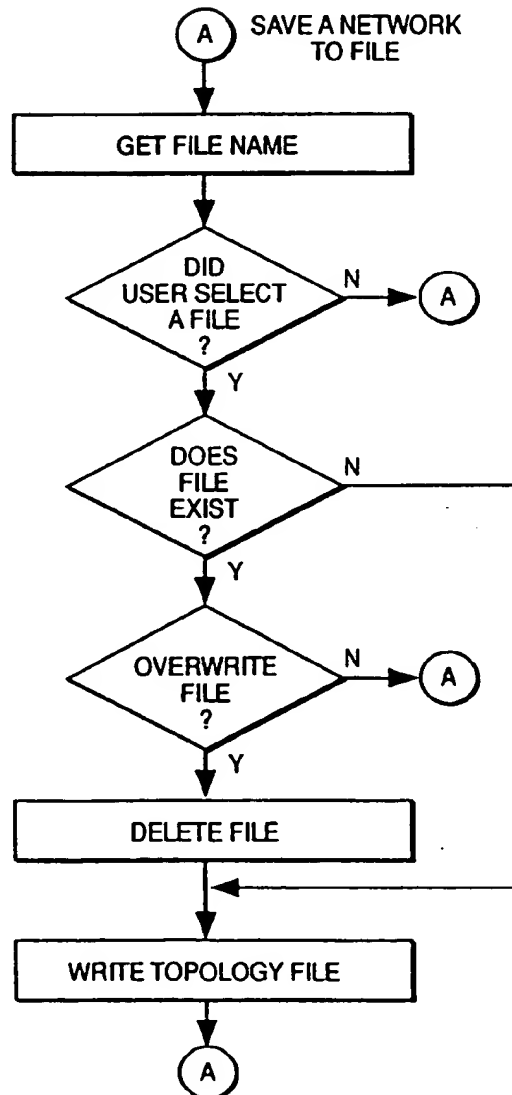 A
SAVE A NETWORK
TO FILE
GET FILE NAME
DID
USER SELECT
A FILE
?
N
A
Y
DOES
FILE
EXIST
?
N
Y
OVERWRITE
FILE
?
N
A
Y
DELETE FILE
WRITE TOPOLOGY FILE
A